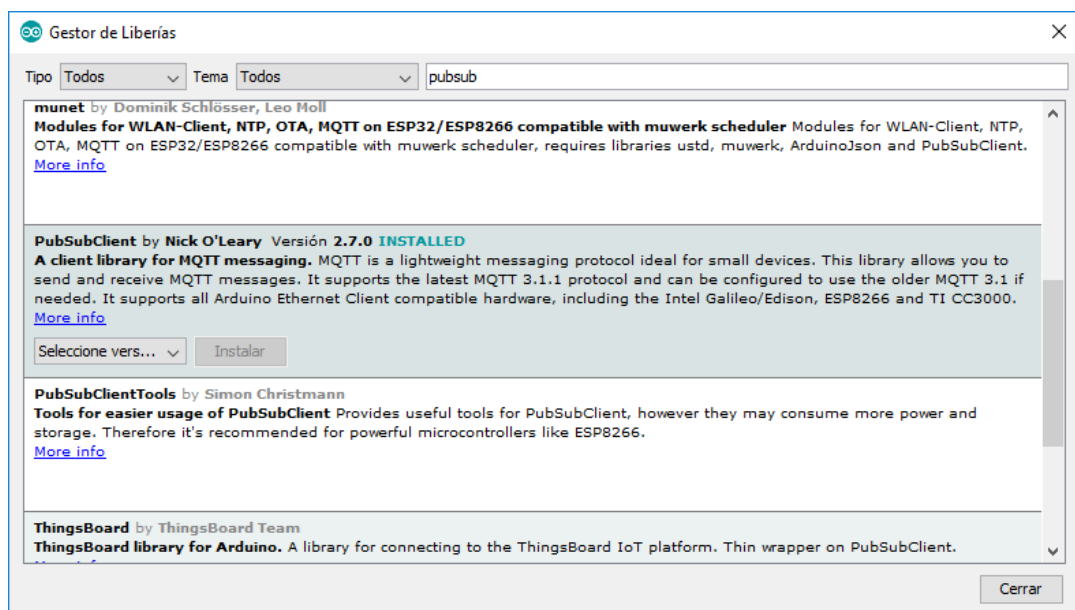 Gestor de Liberías
Tipo Todos Tema Todos pubsub
munet by Dominik Schlösser, Leo Moll
Modules for WLAN-Client, NTP, OTA, MQTT on ESP32/ESP8266 compatible with muwerk scheduler Modules for WLAN-Client, NTP,
OTA, MQTT on ESP32/ESP8266 compatible with muwerk scheduler, requires libraries ustd, muwerk, ArduinoJson and PubSubClient.
More info
PubSubClient by Nick O'Leary Versión 2.7.0 INSTALLED
A client library for MQTT messaging. MQTT is a lightweight messaging protocol ideal for small devices. This library allows you to
send and receive MQTT messages. It supports the latest MQTT 3.1.1 protocol and can be configured to use the older MQTT 3.1 if
needed. It supports all Arduino Ethernet Client compatible hardware, including the Intel Galileo/Edison, ESP8266 and TI CC3000.
More info
Seleccione vers... Instalar
PubSubClientTools by Simon Christmann
Tools for easier usage of PubSubClient Provides useful tools for PubSubClient, however they may consume more power and
storage. Therefore it's recommended for powerful microcontrollers like ESP8266.
More info
ThingsBoard by ThingsBoard Team
ThingsBoard library for Arduino. A library for connecting to the ThingsBoard IoT platform. Thin wrapper on PubSubClient.
Cerrar